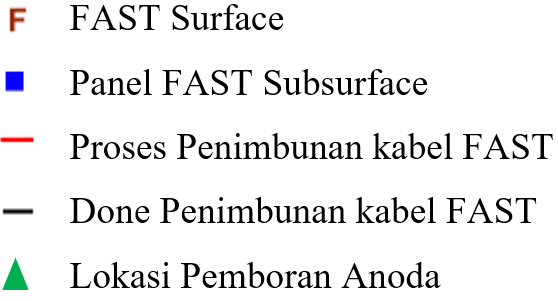 F FAST Surface
Panel FAST Subsurface
Proses Penimbunan kabel FAST
Done Penimbunan kabel FAST
Lokasi Pemboran Anoda